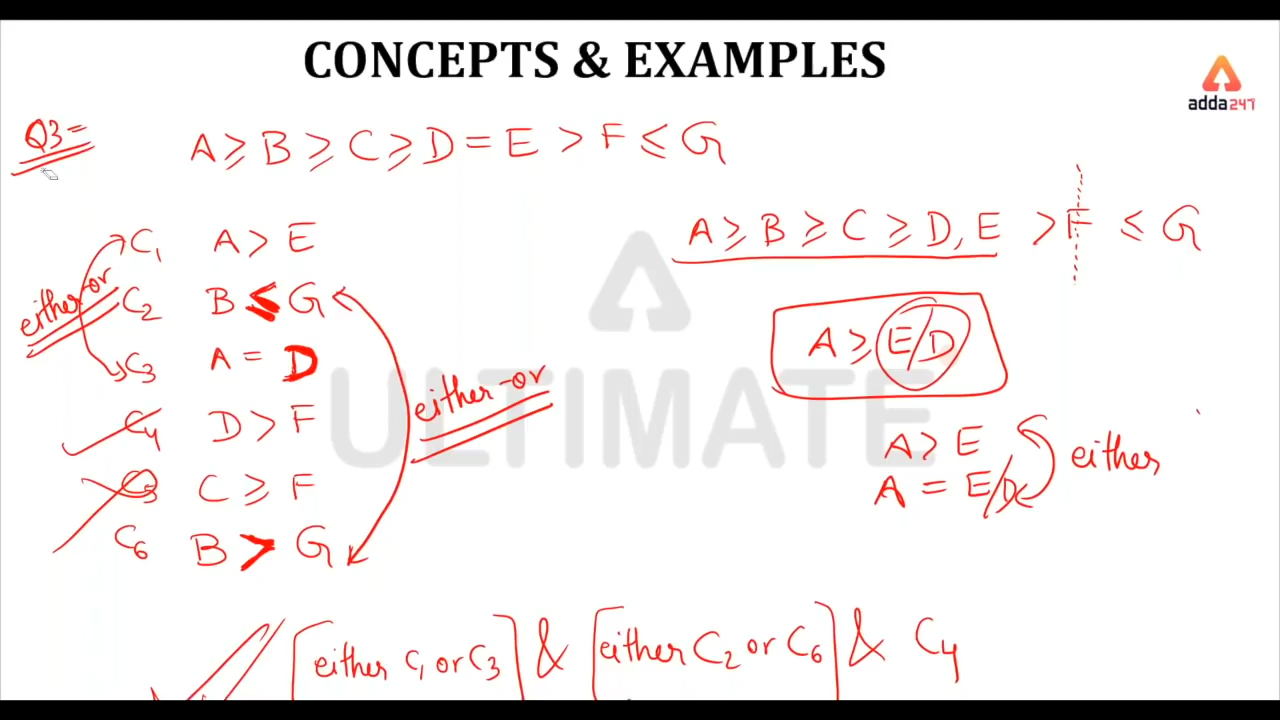 CONCEPTS & EXAMPLES
adda247
Q3=
A ≥ B ≥ C ≥ D = E > F ≤ G
A ≥ B ≥ C ≥ D, E > F ≤ G
C1 A > E
either-or
C2 B ≤ G
C3 A = D
A ≥ E/D
ULTIMATE
either-or
C4 D > F
A > E
either
A = E/D
C5 C ≥ F
C6 B > G
either C1 or C3 & either C2 or C6 & C4